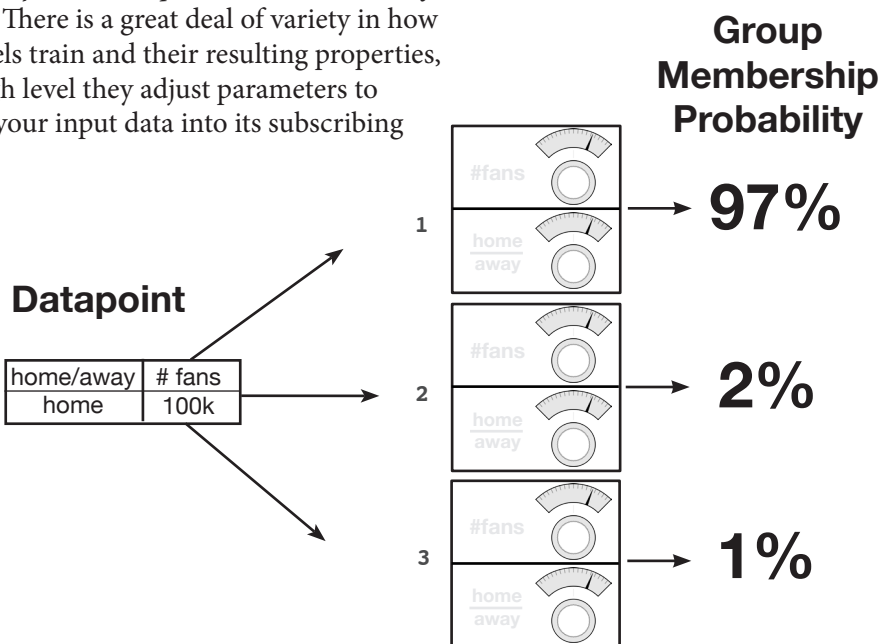 There is a great deal of variety in how
els train and their resulting properties,
h level they adjust parameters to
your input data into its subscribing
Group
Membership
Probability
Datapoint
home/away # fans
home 100k
1
#fans
home
away
97%
2
#fans
home
away
2%
3
#fans
home
away
1%